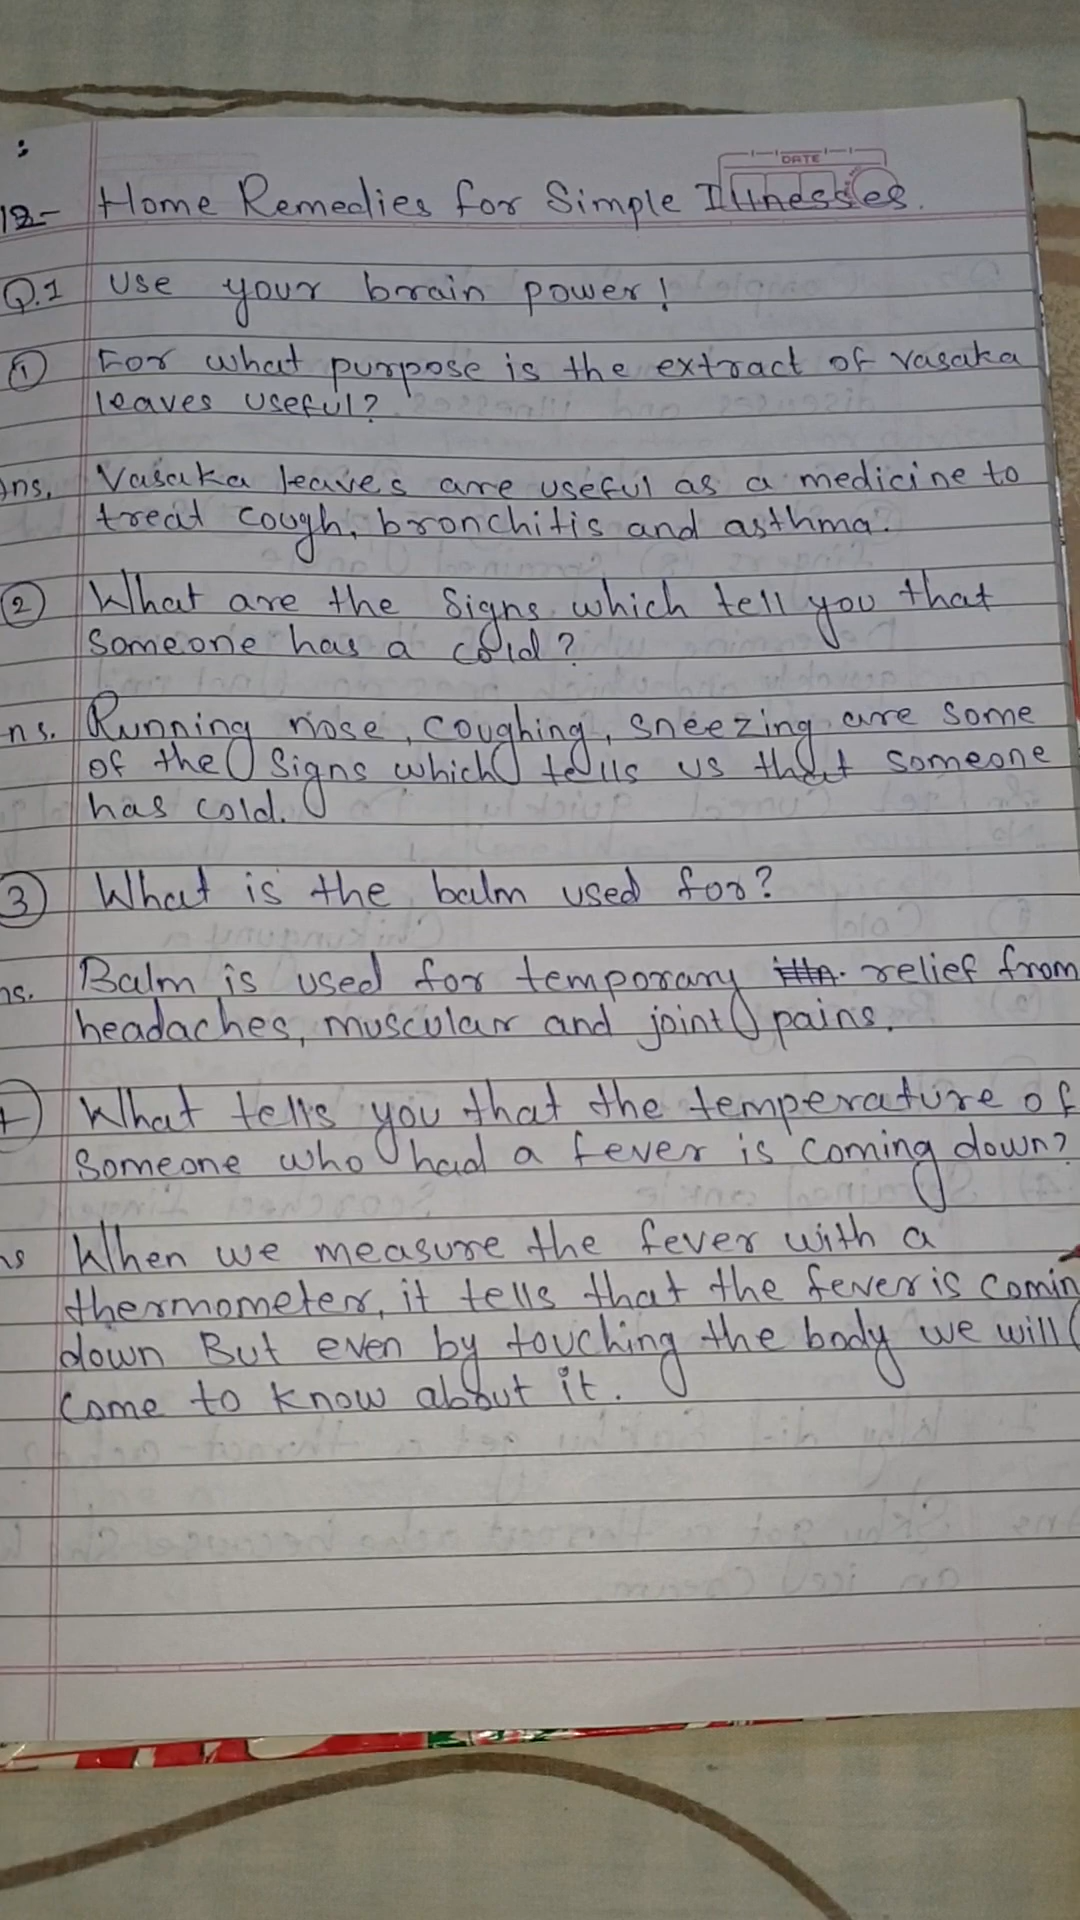 DATE
12- Home Remedies for Simple Illnesses.
Q.1 Use your brain power!
① For what purpose is the extract of vasaka
leaves useful?
Ans. Vasaka leaves are useful as a medicine to
treat cough, bronchitis and asthma.
② What are the signs which tell you that
someone has a cold?
ns. Running nose, coughing, sneezing are some
of the signs which tells us that someone
has cold.
③ What is the balm used for?
ns. Balm is used for temporary relief from
headaches, muscular and joint pains.
What tells you that the temperature of
someone who had a fever is coming down?
ns When we measure the fever with a
thermometer, it tells that the fever is comin
down But even by touching the body we will
come to know about it.